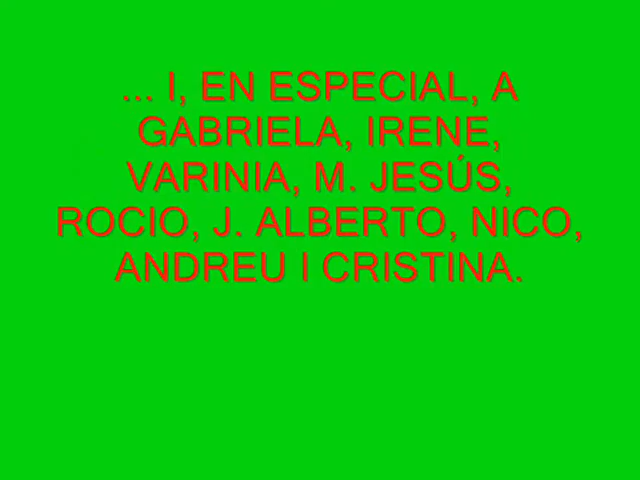 ... I, EN ESPECIAL, A
GABRIELA, IRENE,
VARINIA, M. JESÚS,
ROCIO, J. ALBERTO, NICO,
ANDREU I CRISTINA.